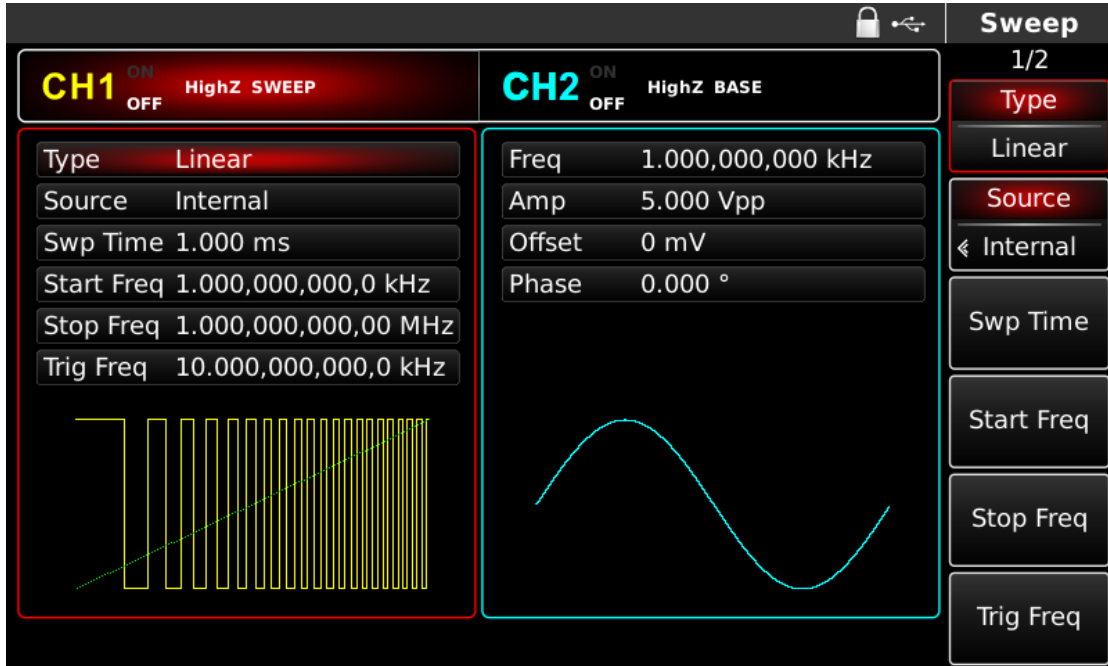 Sweep
1/2
CH1 ON OFF HighZ SWEEP
CH2 ON OFF HighZ BASE
Type Linear
Source Internal
Swp Time 1.000 ms
Start Freq 1.000,000,000,0 kHz
Stop Freq 1.000,000,000,00 MHz
Trig Freq 10.000,000,000,0 kHz
Freq 1.000,000,000 kHz
Amp 5.000 Vpp
Offset 0 mV
Phase 0.000 °
Type
Linear
Source
Internal
Swp Time
Start Freq
Stop Freq
Trig Freq